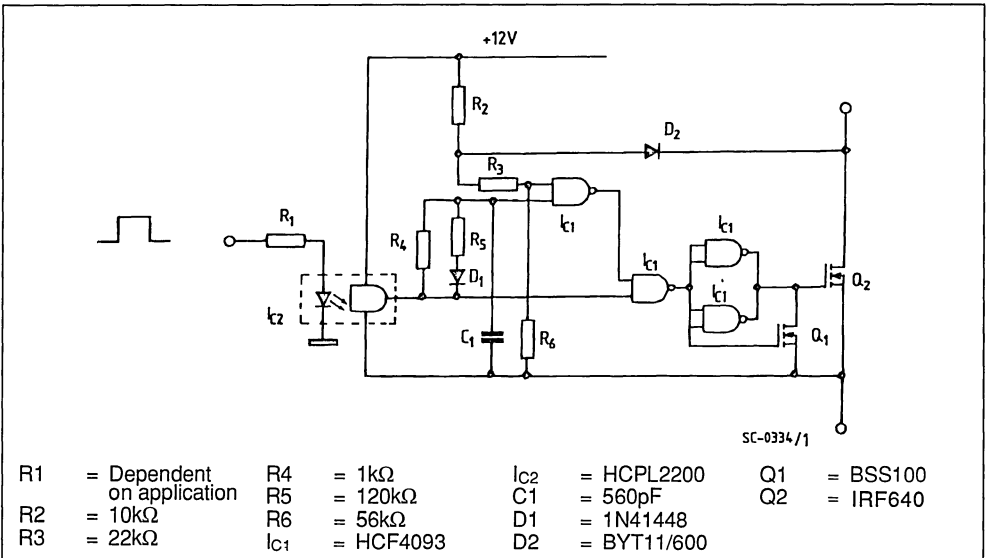 +12V
R2
D2
R3
R1
IC1
R4
R5
IC1
IC1
D1
IC1
Q2
IC2
C1
R6
Q1
SC-0334/1
R1 = Dependent on application
R2 = 10kΩ
R3 = 22kΩ
R4 = 1kΩ
R5 = 120kΩ
R6 = 56kΩ
IC1 = HCF4093
IC2 = HCPL2200
C1 = 560pF
D1 = 1N41448
D2 = BYT11/600
Q1 = BSS100
Q2 = IRF640